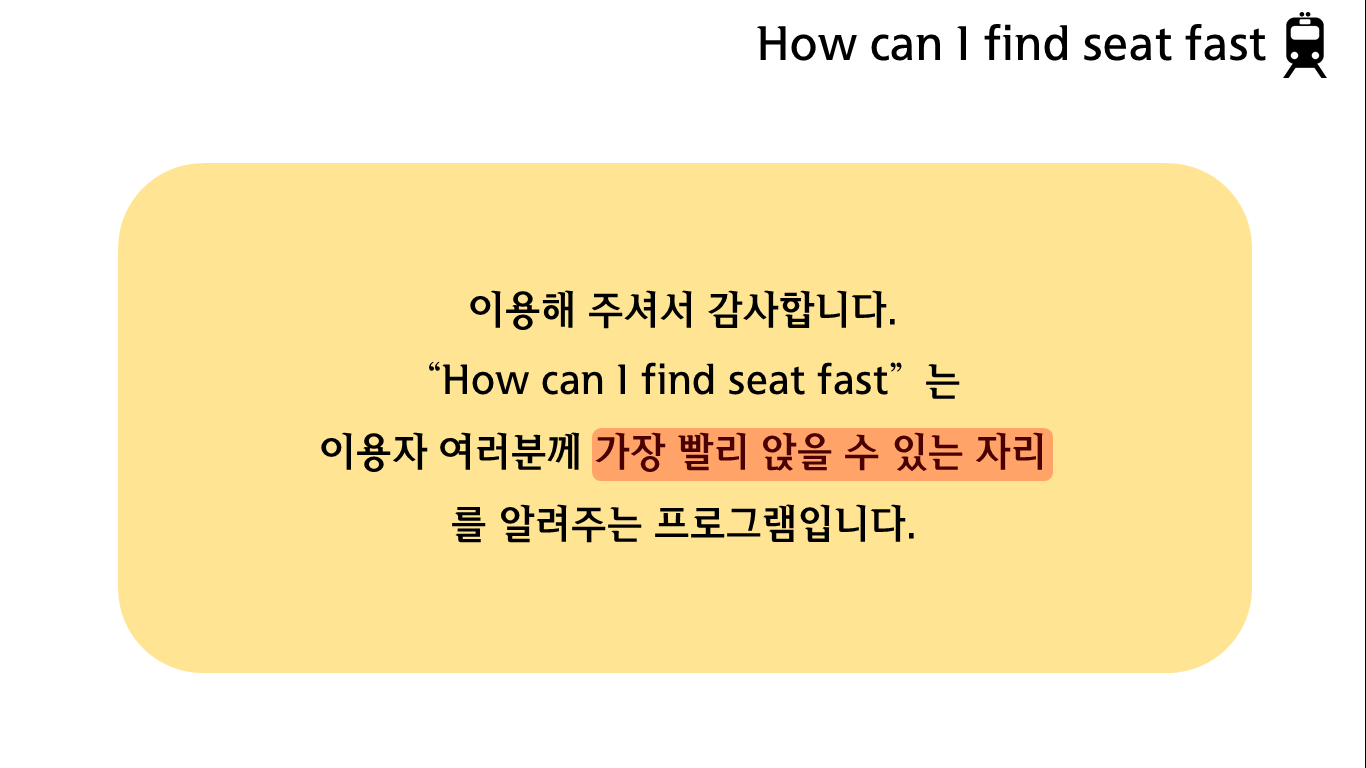 How can I find seat fast
이용해 주셔서 감사합니다.
“How can I find seat fast” 는
이용자 여러분께 가장 빨리 앉을 수 있는 자리
를 알려주는 프로그램입니다.